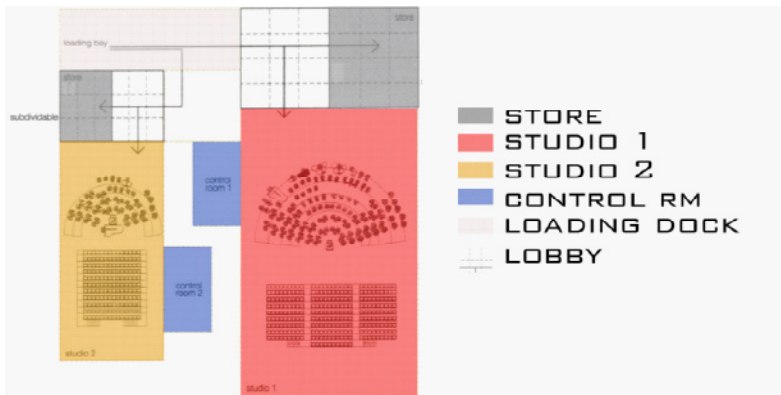 store
loading bay
store
subdividable
control
room 1
control
room 2
studio 2
studio 1
STORE
STUDIO 1
STUDIO 2
CONTROL RM
LOADING DOCK
LOBBY